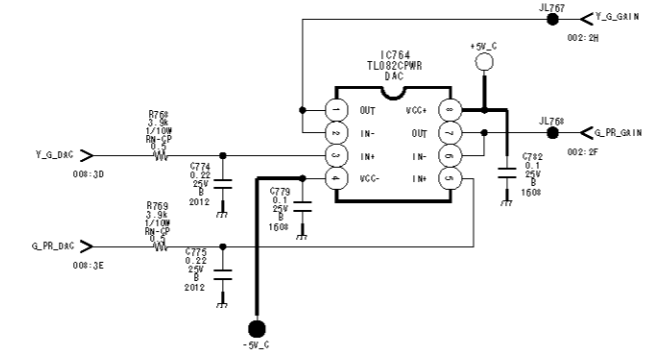 JL767
Y_G_GAIN
002:2H
+5V_C
IC764
TL082CPWR
DAC
1 OUT VCC+ 8
2 IN- OUT 7
3 IN+ IN- 6
4 VCC- IN+ 5
JL768
G_PR_GAIN
002:2F
R768
3.9k
1/10W
RN-CP
0.5
Y_G_DAC
008:3D
C774
0.22
25V
B
2012
C779
0.1
25V
B
1608
C782
0.1
25V
B
1608
R769
3.9k
1/10W
RN-CP
0.5
G_PR_DAC
008:3E
C775
0.22
25V
B
2012
-5V_C